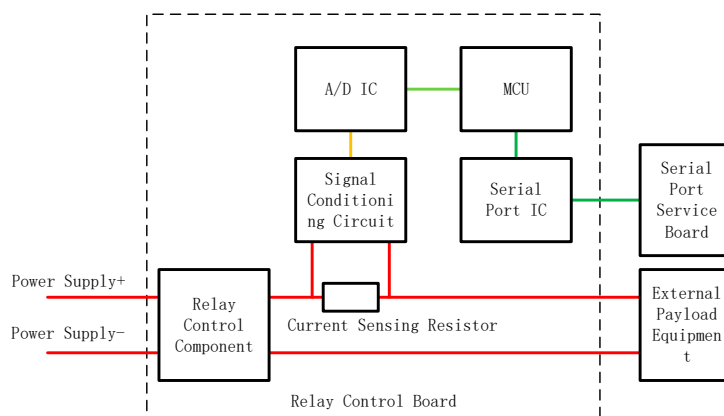 A/D IC
MCU
Signal
Conditioni
ng Circuit
Serial
Port IC
Serial
Port
Service
Board
Power Supply+
Power Supply−
Relay
Control
Component
Current Sensing Resistor
External
Payload
Equipmen
t
Relay Control Board